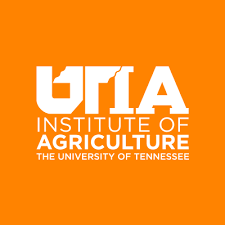 UTIA
INSTITUTE OF
AGRICULTURE
THE UNIVERSITY OF TENNESSEE